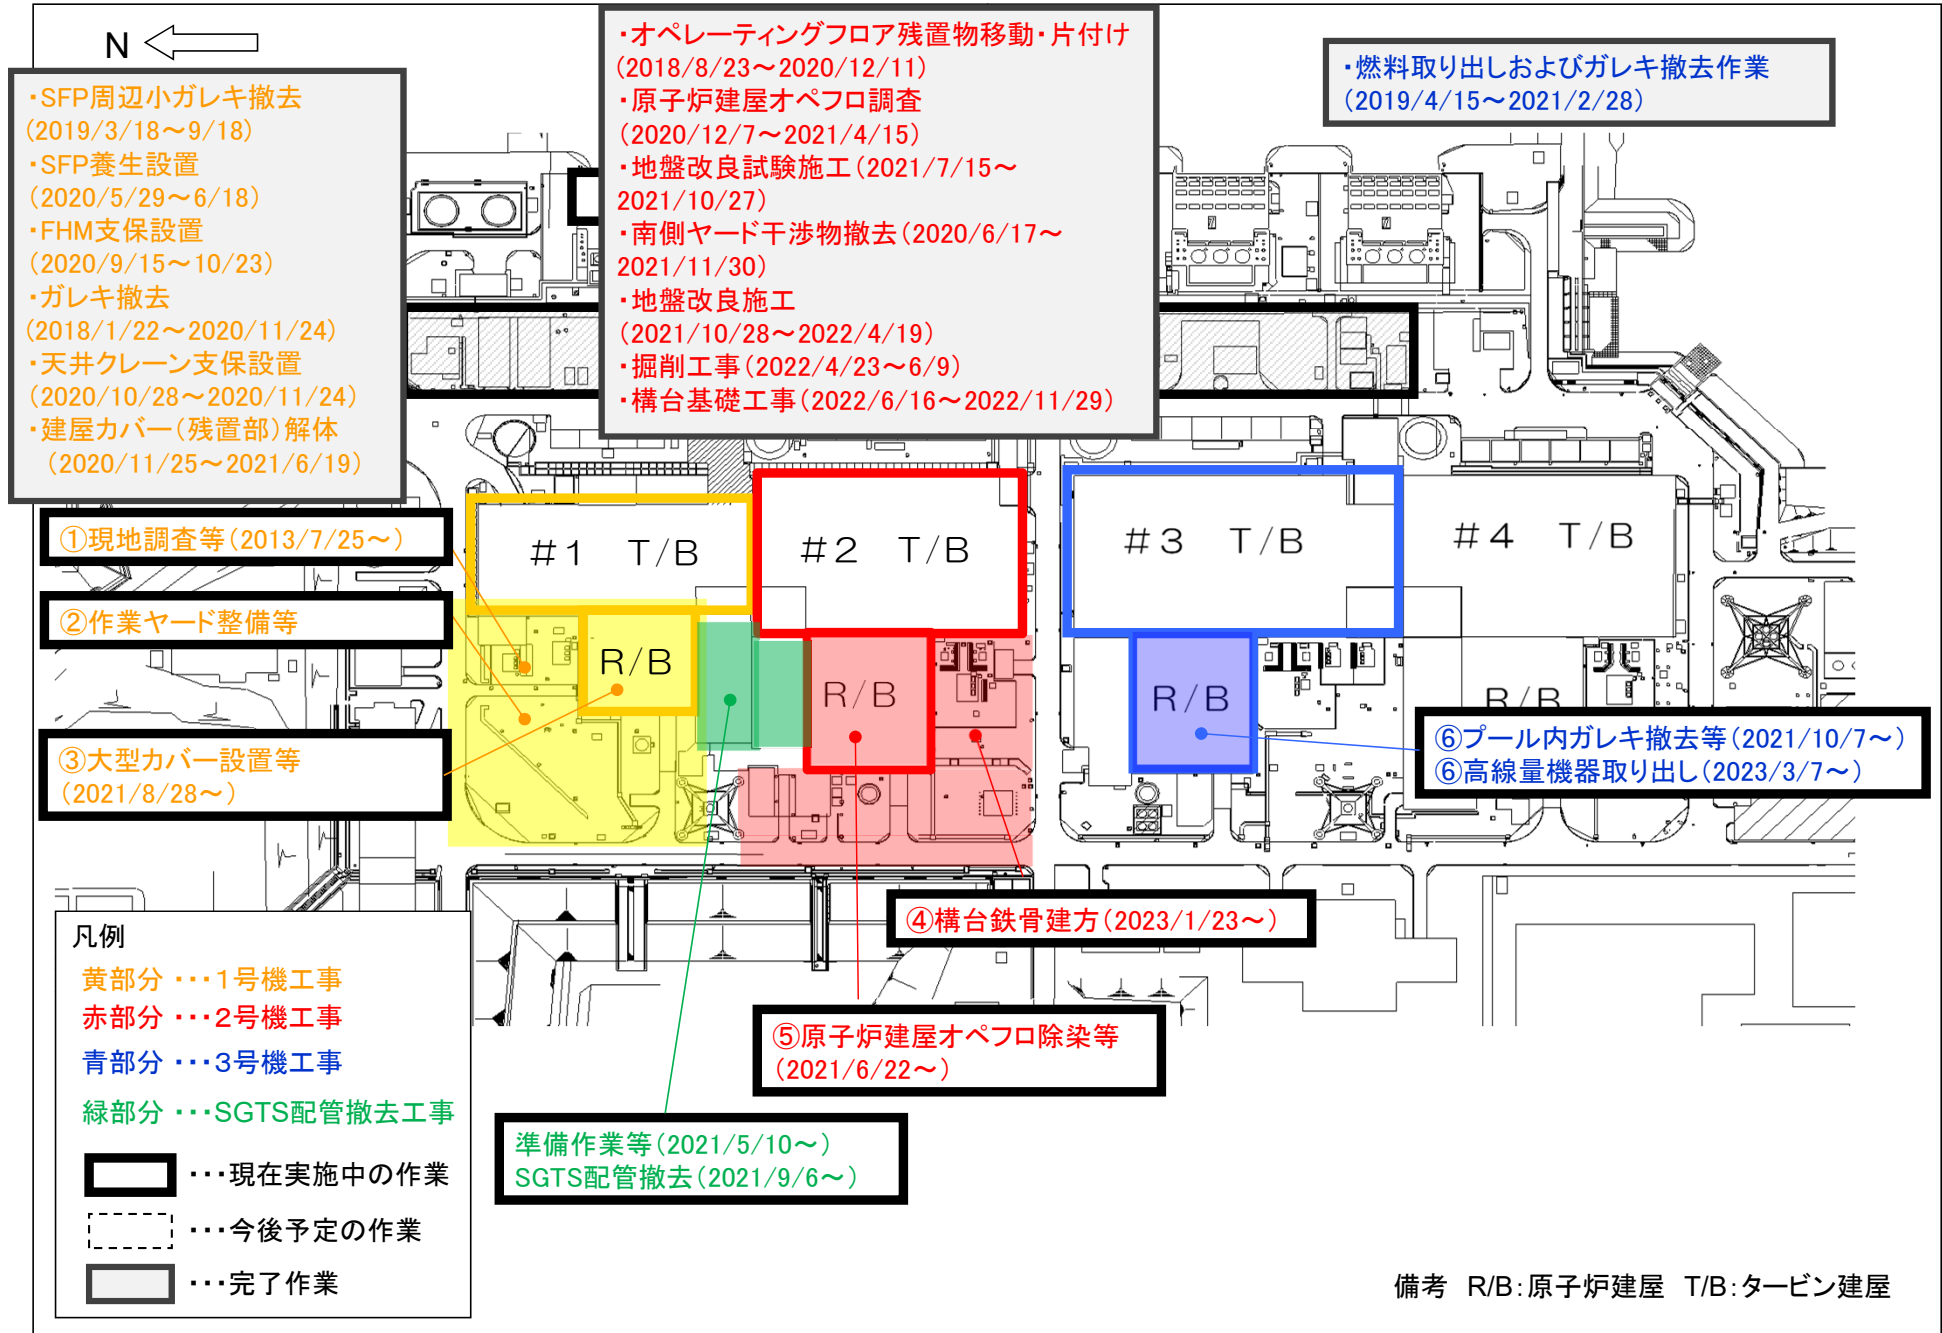 N
・SFP周辺小ガレキ撤去
(2019/3/18～9/18)
・SFP養生設置
(2020/5/29～6/18)
・FHM支保設置
(2020/9/15～10/23)
・ガレキ撤去
(2018/1/22～2020/11/24)
・天井クレーン支保設置
(2020/10/28～2020/11/24)
・建屋カバー(残置部)解体
(2020/11/25～2021/6/19)
・オペレーティングフロア残置物移動・片付け
(2018/8/23～2020/12/11)
・原子炉建屋オペフロ調査
(2020/12/7～2021/4/15)
・地盤改良試験施工(2021/7/15～
2021/10/27)
・南側ヤード干渉物撤去(2020/6/17～
2021/11/30)
・地盤改良施工
(2021/10/28～2022/4/19)
・掘削工事(2022/4/23～6/9)
・構台基礎工事(2022/6/16～2022/11/29)
・燃料取り出しおよびガレキ撤去作業
(2019/4/15～2021/2/28)
①現地調査等(2013/7/25～)
②作業ヤード整備等
③大型カバー設置等
(2021/8/28～)
#1 T/B
#2 T/B
#3 T/B
#4 T/B
R/B
R/B
R/B
R/B
⑥プール内ガレキ撤去等(2021/10/7～)
⑥高線量機器取り出し(2023/3/7～)
④構台鉄骨建方(2023/1/23～)
⑤原子炉建屋オペフロ除染等
(2021/6/22～)
準備作業等(2021/5/10～)
SGTS配管撤去(2021/9/6～)
凡例
黄部分 ・・・1号機工事
赤部分 ・・・2号機工事
青部分 ・・・3号機工事
緑部分 ・・・SGTS配管撤去工事
・・・現在実施中の作業
・・・今後予定の作業
・・・完了作業
備考 R/B:原子炉建屋 T/B:タービン建屋